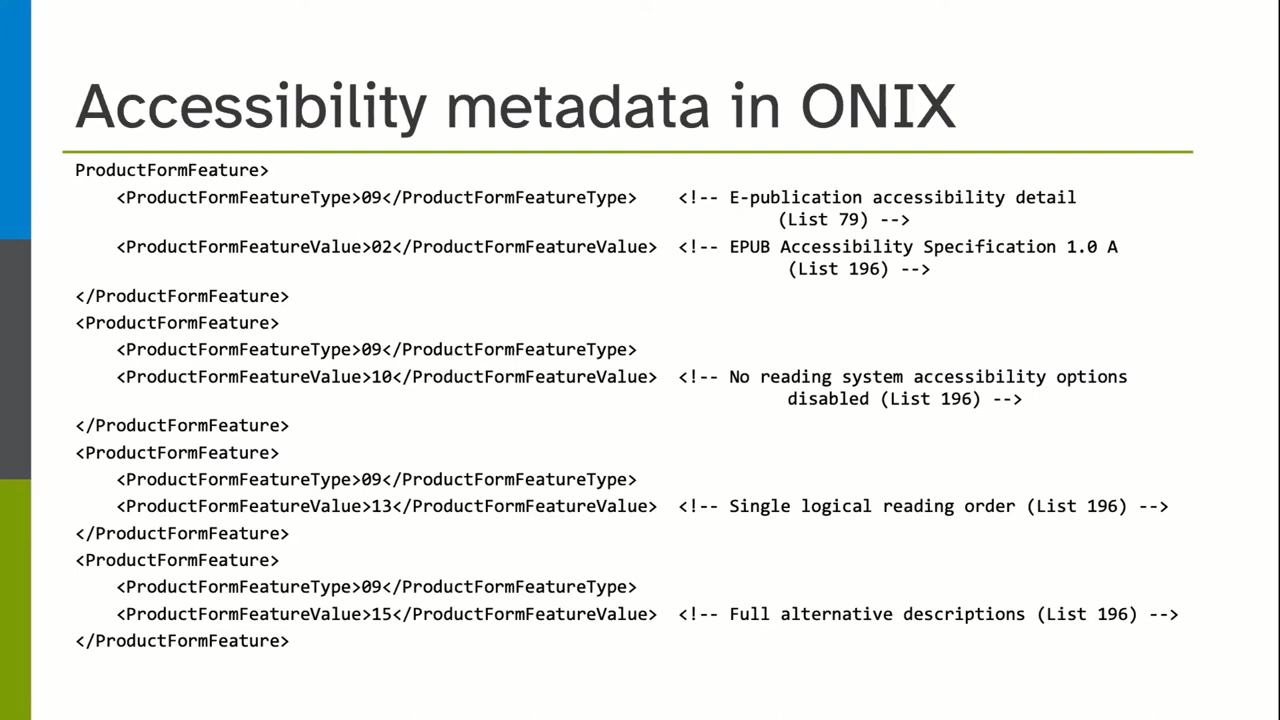 Accessibility metadata in ONIX
ProductFormFeature>
<ProductFormFeatureType>09</ProductFormFeatureType> <!-- E-publication accessibility detail
(List 79) -->
<ProductFormFeatureValue>02</ProductFormFeatureValue> <!-- EPUB Accessibility Specification 1.0 A
(List 196) -->
</ProductFormFeature>
<ProductFormFeature>
<ProductFormFeatureType>09</ProductFormFeatureType>
<ProductFormFeatureValue>10</ProductFormFeatureValue> <!-- No reading system accessibility options
disabled (List 196) -->
</ProductFormFeature>
<ProductFormFeature>
<ProductFormFeatureType>09</ProductFormFeatureType>
<ProductFormFeatureValue>13</ProductFormFeatureValue> <!-- Single logical reading order (List 196) -->
</ProductFormFeature>
<ProductFormFeature>
<ProductFormFeatureType>09</ProductFormFeatureType>
<ProductFormFeatureValue>15</ProductFormFeatureValue> <!-- Full alternative descriptions (List 196) -->
</ProductFormFeature>